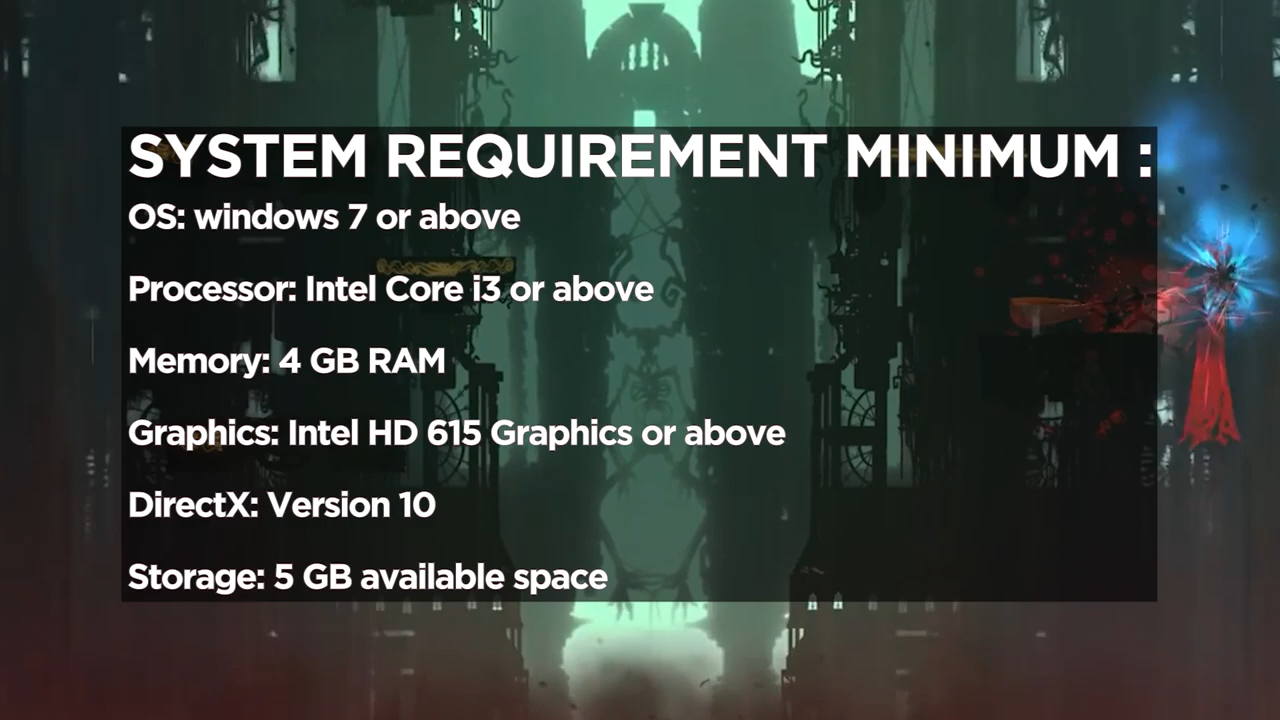 SYSTEM REQUIREMENT MINIMUM :
OS: windows 7 or above
Processor: Intel Core i3 or above
Memory: 4 GB RAM
Graphics: Intel HD 615 Graphics or above
DirectX: Version 10
Storage: 5 GB available space